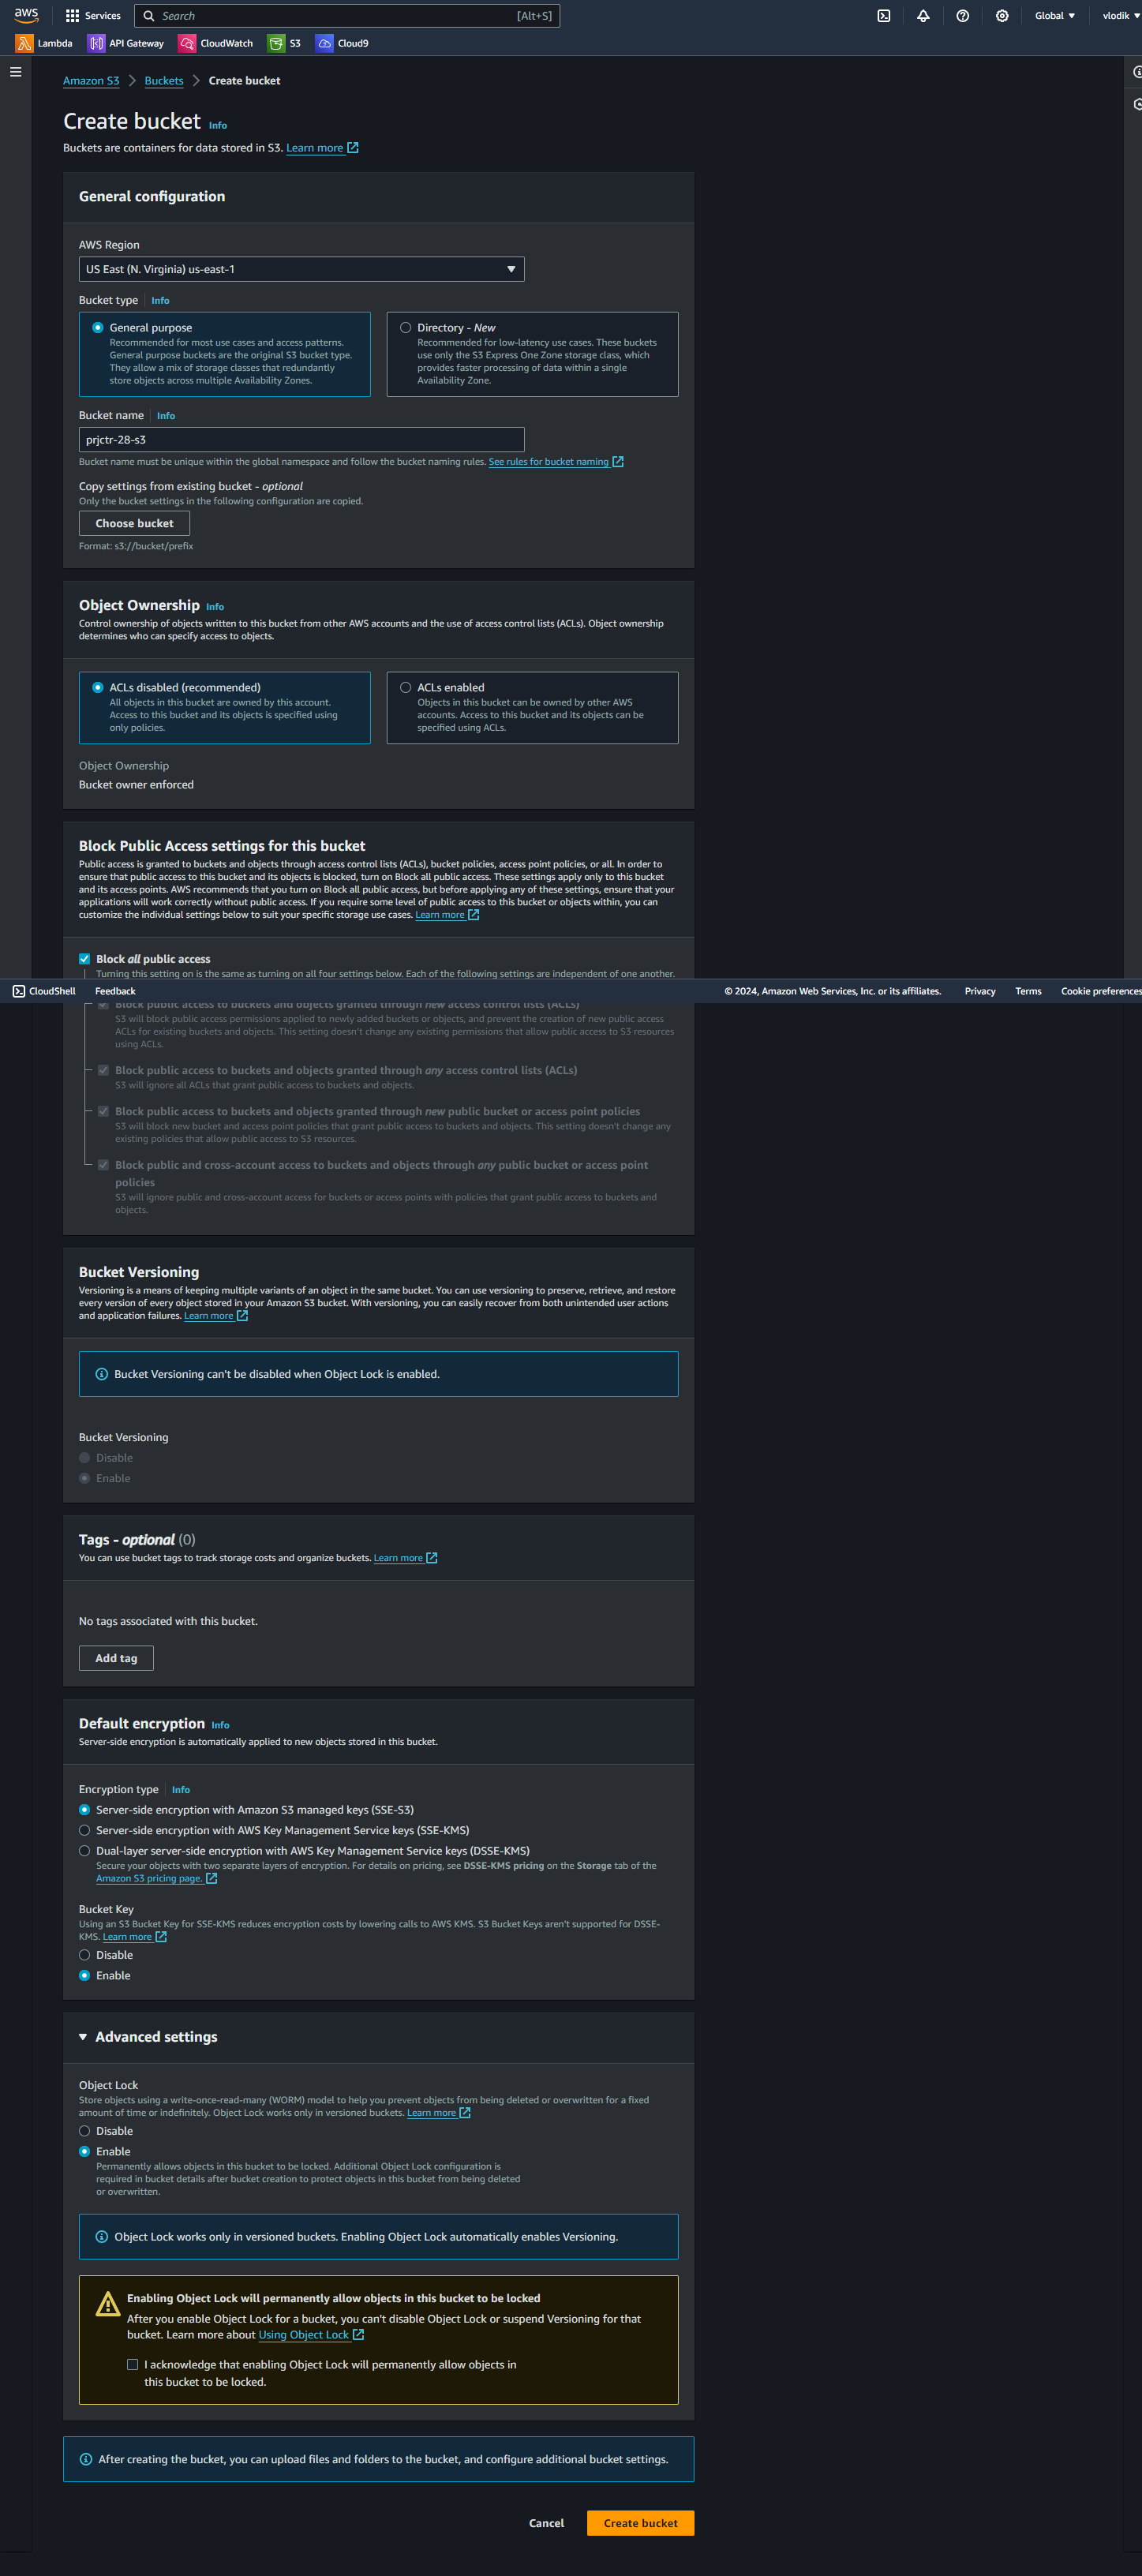 aws
Services
Search
[Alt+S]
Global
vlodik
Lambda
API Gateway
CloudWatch
S3
Cloud9
Amazon S3
Buckets
Create bucket
Create bucket Info
Buckets are containers for data stored in S3. Learn more
General configuration
AWS Region
US East (N. Virginia) us-east-1
Bucket type
Info
General purpose
Recommended for most use cases and access patterns.
General purpose buckets are the original S3 bucket type.
They allow a mix of storage classes that redundantly
store objects across multiple Availability Zones.
Directory - New
Recommended for low-latency use cases. These buckets
use only the S3 Express One Zone storage class, which
provides faster processing of data within a single
Availability Zone.
Bucket name
Info
prjctr-28-s3
Bucket name must be unique within the global namespace and follow the bucket naming rules. See rules for bucket naming
Copy settings from existing bucket - optional
Only the bucket settings in the following configuration are copied.
Choose bucket
Format: s3://bucket/prefix
Object Ownership Info
Control ownership of objects written to this bucket from other AWS accounts and the use of access control lists (ACLs). Object ownership
determines who can specify access to objects.
ACLs disabled (recommended)
All objects in this bucket are owned by this account.
Access to this bucket and its objects is specified using
only policies.
ACLs enabled
Objects in this bucket can be owned by other AWS
accounts. Access to this bucket and its objects can be
specified using ACLs.
Object Ownership
Bucket owner enforced
Block Public Access settings for this bucket
Public access is granted to buckets and objects through access control lists (ACLs), bucket policies, access point policies, or all. In order to
ensure that public access to this bucket and its objects is blocked, turn on Block all public access. These settings apply only to this bucket
and its access points. AWS recommends that you turn on Block all public access, but before applying any of these settings, ensure that your
applications will work correctly without public access. If you require some level of public access to this bucket or objects within, you can
customize the individual settings below to suit your specific storage use cases. Learn more
Block all public access
Turning this setting on is the same as turning on all four settings below. Each of the following settings are independent of one another.
CloudShell
Feedback
© 2024, Amazon Web Services, Inc. or its affiliates.
Privacy
Terms
Cookie preferences
Block public access to buckets and objects granted through new access control lists (ACLs)
S3 will block public access permissions applied to newly added buckets or objects, and prevent the creation of new public access
ACLs for existing buckets and objects. This setting doesn't change any existing permissions that allow public access to S3 resources
using ACLs.
Block public access to buckets and objects granted through any access control lists (ACLs)
S3 will ignore all ACLs that grant public access to buckets and objects.
Block public access to buckets and objects granted through new public bucket or access point policies
S3 will block new bucket and access point policies that grant public access to buckets and objects. This setting doesn't change any
existing policies that allow public access to S3 resources.
Block public and cross-account access to buckets and objects through any public bucket or access point
policies
S3 will ignore public and cross-account access for buckets or access points with policies that grant public access to buckets and
objects.
Bucket Versioning
Versioning is a means of keeping multiple variants of an object in the same bucket. You can use versioning to preserve, retrieve, and restore
every version of every object stored in your Amazon S3 bucket. With versioning, you can easily recover from both unintended user actions
and application failures. Learn more
Bucket Versioning can't be disabled when Object Lock is enabled.
Bucket Versioning
Disable
Enable
Tags - optional (0)
You can use bucket tags to track storage costs and organize buckets. Learn more
No tags associated with this bucket.
Add tag
Default encryption Info
Server-side encryption is automatically applied to new objects stored in this bucket.
Encryption type
Info
Server-side encryption with Amazon S3 managed keys (SSE-S3)
Server-side encryption with AWS Key Management Service keys (SSE-KMS)
Dual-layer server-side encryption with AWS Key Management Service keys (DSSE-KMS)
Secure your objects with two separate layers of encryption. For details on pricing, see DSSE-KMS pricing on the Storage tab of the
Amazon S3 pricing page.
Bucket Key
Using an S3 Bucket Key for SSE-KMS reduces encryption costs by lowering calls to AWS KMS. S3 Bucket Keys aren't supported for DSSE-
KMS. Learn more
Disable
Enable
Advanced settings
Object Lock
Store objects using a write-once-read-many (WORM) model to help you prevent objects from being deleted or overwritten for a fixed
amount of time or indefinitely. Object Lock works only in versioned buckets. Learn more
Disable
Enable
Permanently allows objects in this bucket to be locked. Additional Object Lock configuration is
required in bucket details after bucket creation to protect objects in this bucket from being deleted
or overwritten.
Object Lock works only in versioned buckets. Enabling Object Lock automatically enables Versioning.
Enabling Object Lock will permanently allow objects in this bucket to be locked
After you enable Object Lock for a bucket, you can't disable Object Lock or suspend Versioning for that
bucket. Learn more about Using Object Lock
I acknowledge that enabling Object Lock will permanently allow objects in
this bucket to be locked.
After creating the bucket, you can upload files and folders to the bucket, and configure additional bucket settings.
Cancel
Create bucket